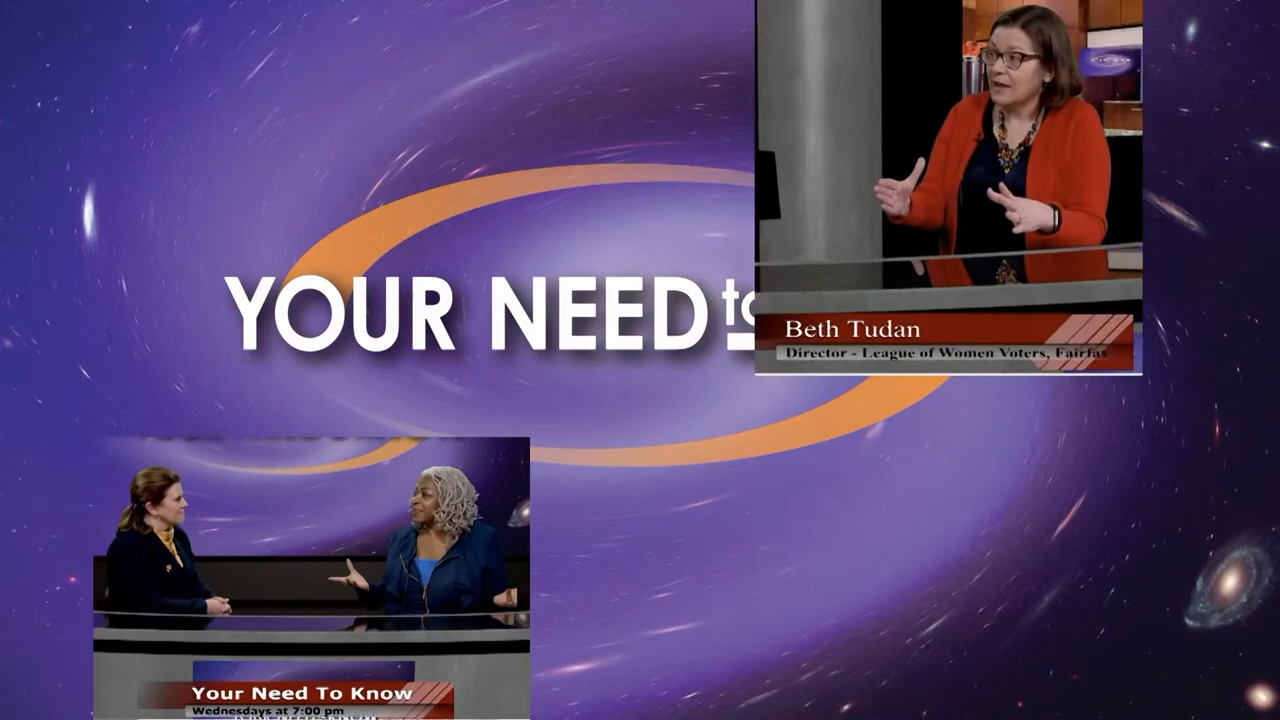 YOUR NEED to
Beth Tudan
Director - League of Women Voters, Fairfax
Your Need To Know
Wednesdays at 7:00 pm